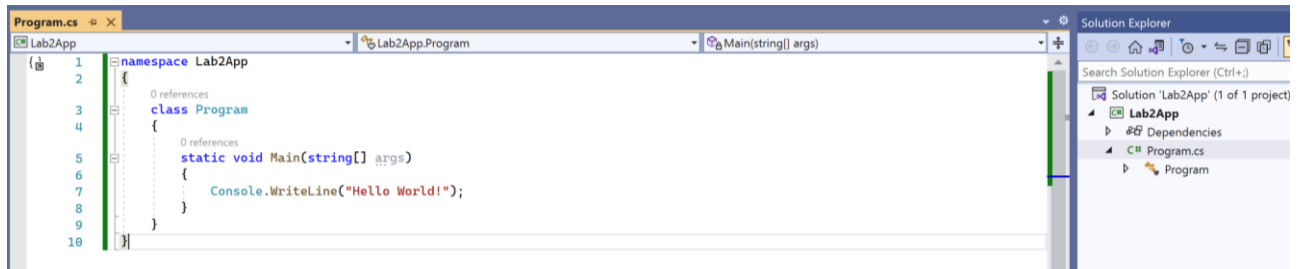 Program.cs
Lab2App
Lab2App.Program
Main(string[] args)
1 namespace Lab2App
2 {
0 references
3 class Program
4 {
0 references
5 static void Main(string[] args)
6 {
7 Console.WriteLine("Hello World!");
8 }
9 }
10 }
Solution Explorer
Search Solution Explorer (Ctrl+;)
Solution 'Lab2App' (1 of 1 project)
C# Lab2App
Dependencies
C# Program.cs
Program